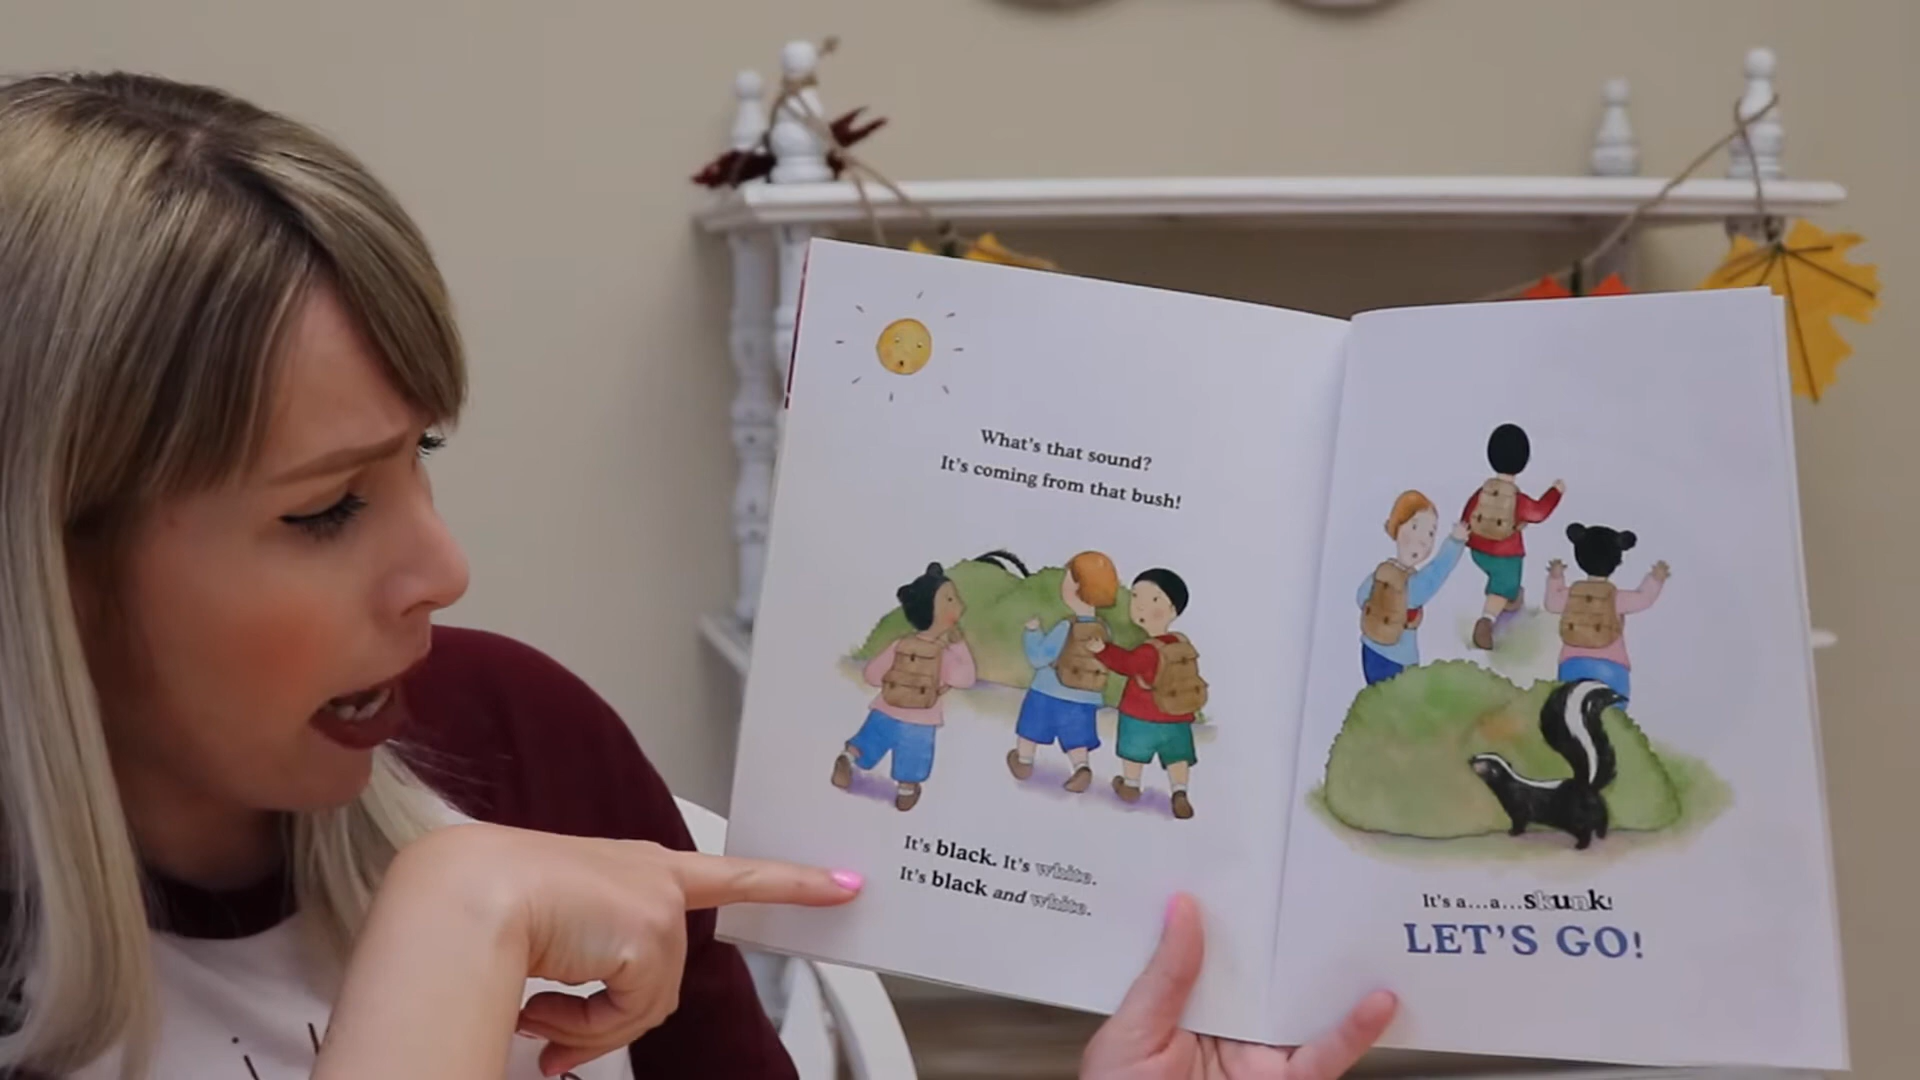 What's that sound?
It's coming from that bush!
It's black. It's white.
It's black and white.
It's a...a...skunk!
LET'S GO!